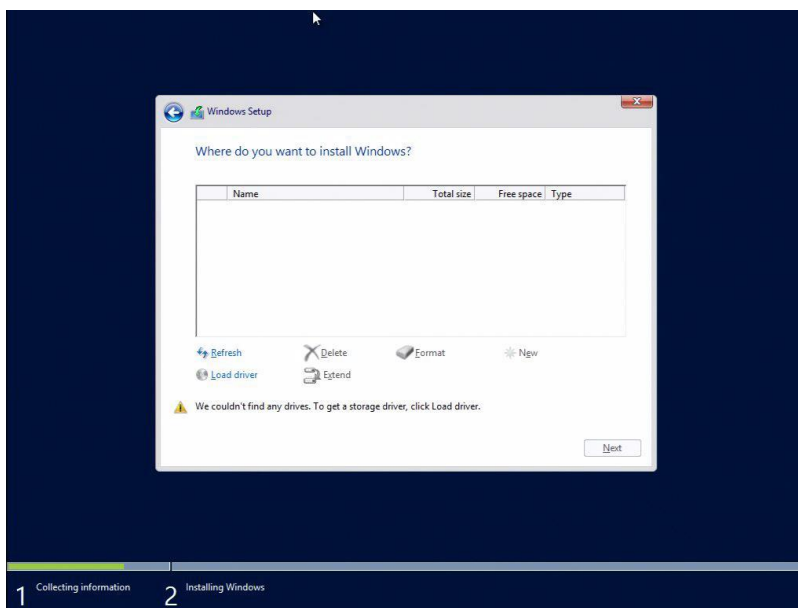 Windows Setup
Where do you want to install Windows?
Name Total size Free space Type
Refresh Delete Format New
Load driver Extend
We couldn't find any drives. To get a storage driver, click Load driver.
Next
1 Collecting information 2 Installing Windows